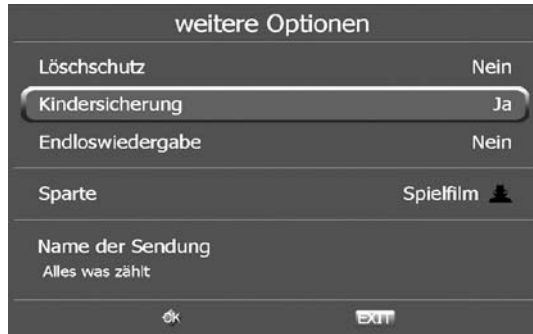 weitere Optionen
Löschschutz Nein
Kindersicherung Ja
Endloswiedergabe Nein
Sparte Spielfilm
Name der Sendung
Alles was zählt
OK EXIT